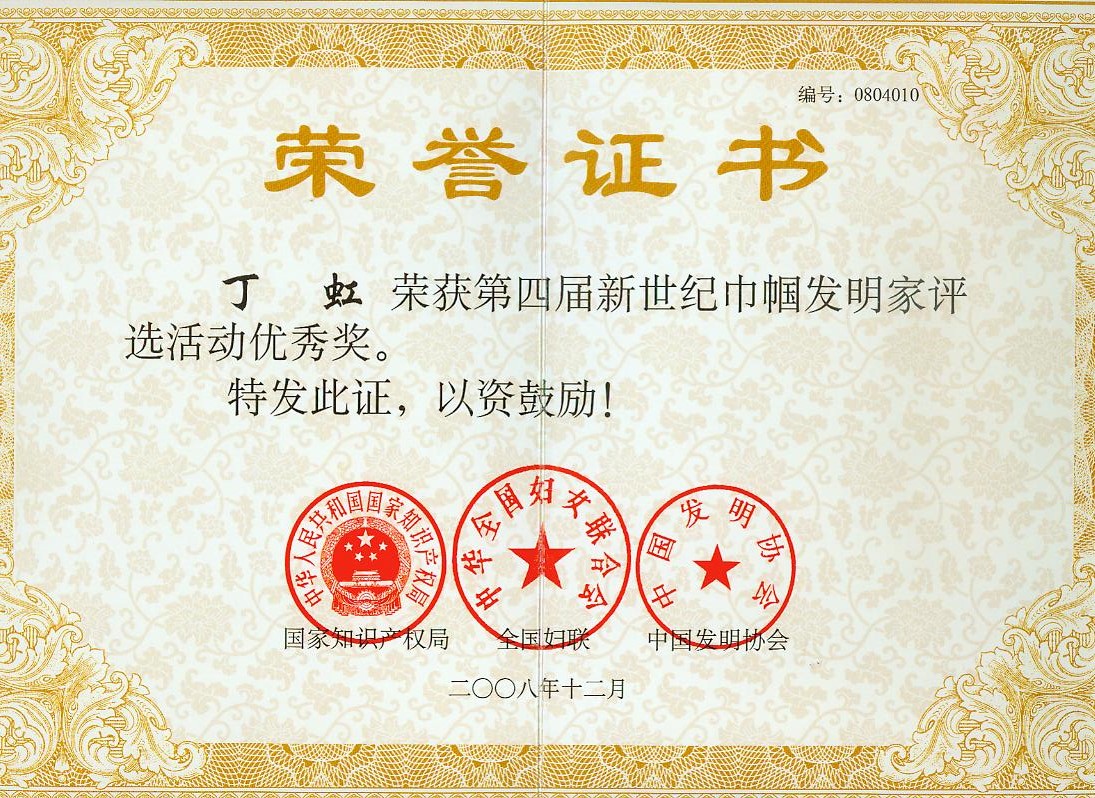 编号：0804010
荣誉证书
丁 虹 荣获第四届新世纪巾帼发明家评
选活动优秀奖。
特发此证，以资鼓励！
中华人民共和国国家知识产权局
中华全国妇女联合会
中国发明协会
国家知识产权局 全国妇联 中国发明协会
二〇〇八年十二月